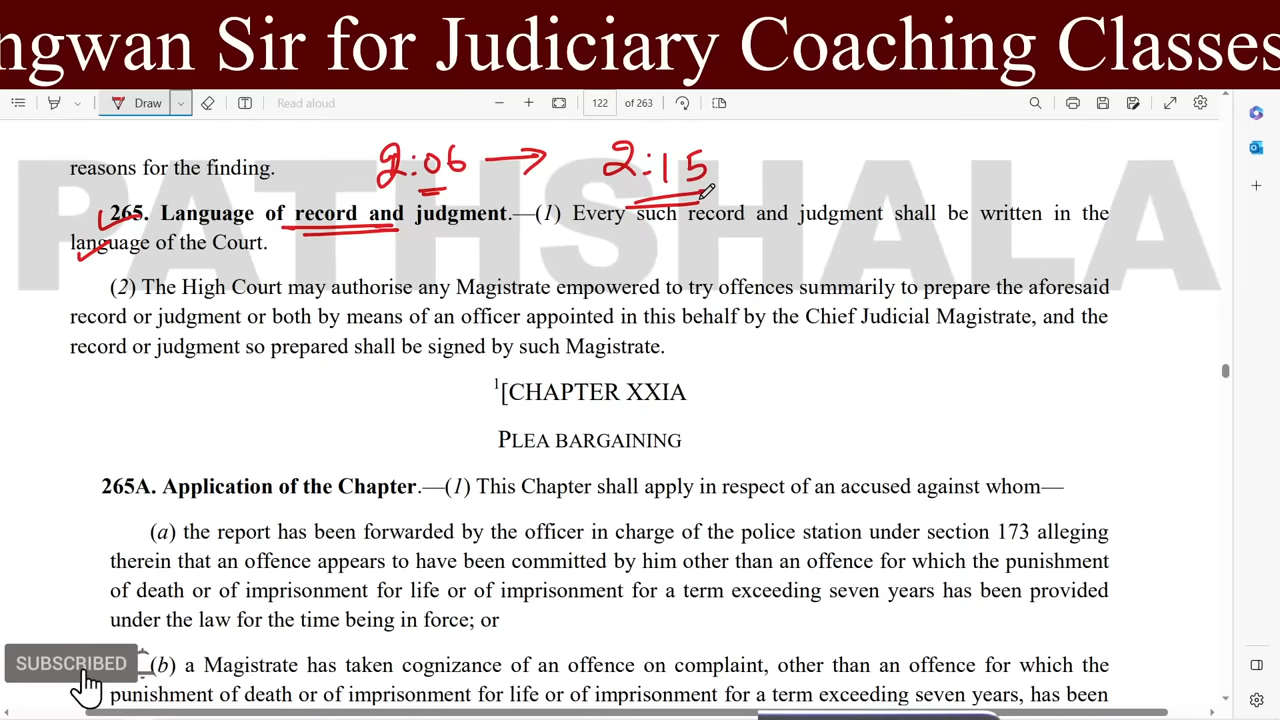 ngwan Sir for Judiciary Coaching Classes
Draw
Read aloud
122 of 263
PATHSHALA
reasons for the finding.
2:06 → 2:15
265. Language of record and judgment.—(1) Every such record and judgment shall be written in the
language of the Court.
(2) The High Court may authorise any Magistrate empowered to try offences summarily to prepare the aforesaid
record or judgment or both by means of an officer appointed in this behalf by the Chief Judicial Magistrate, and the
record or judgment so prepared shall be signed by such Magistrate.
1[CHAPTER XXIA
PLEA BARGAINING
265A. Application of the Chapter.—(1) This Chapter shall apply in respect of an accused against whom—
(a) the report has been forwarded by the officer in charge of the police station under section 173 alleging
therein that an offence appears to have been committed by him other than an offence for which the punishment
of death or of imprisonment for life or of imprisonment for a term exceeding seven years has been provided
under the law for the time being in force; or
SUBSCRIBED
(b) a Magistrate has taken cognizance of an offence on complaint, other than an offence for which the
punishment of death or of imprisonment for life or of imprisonment for a term exceeding seven years, has been